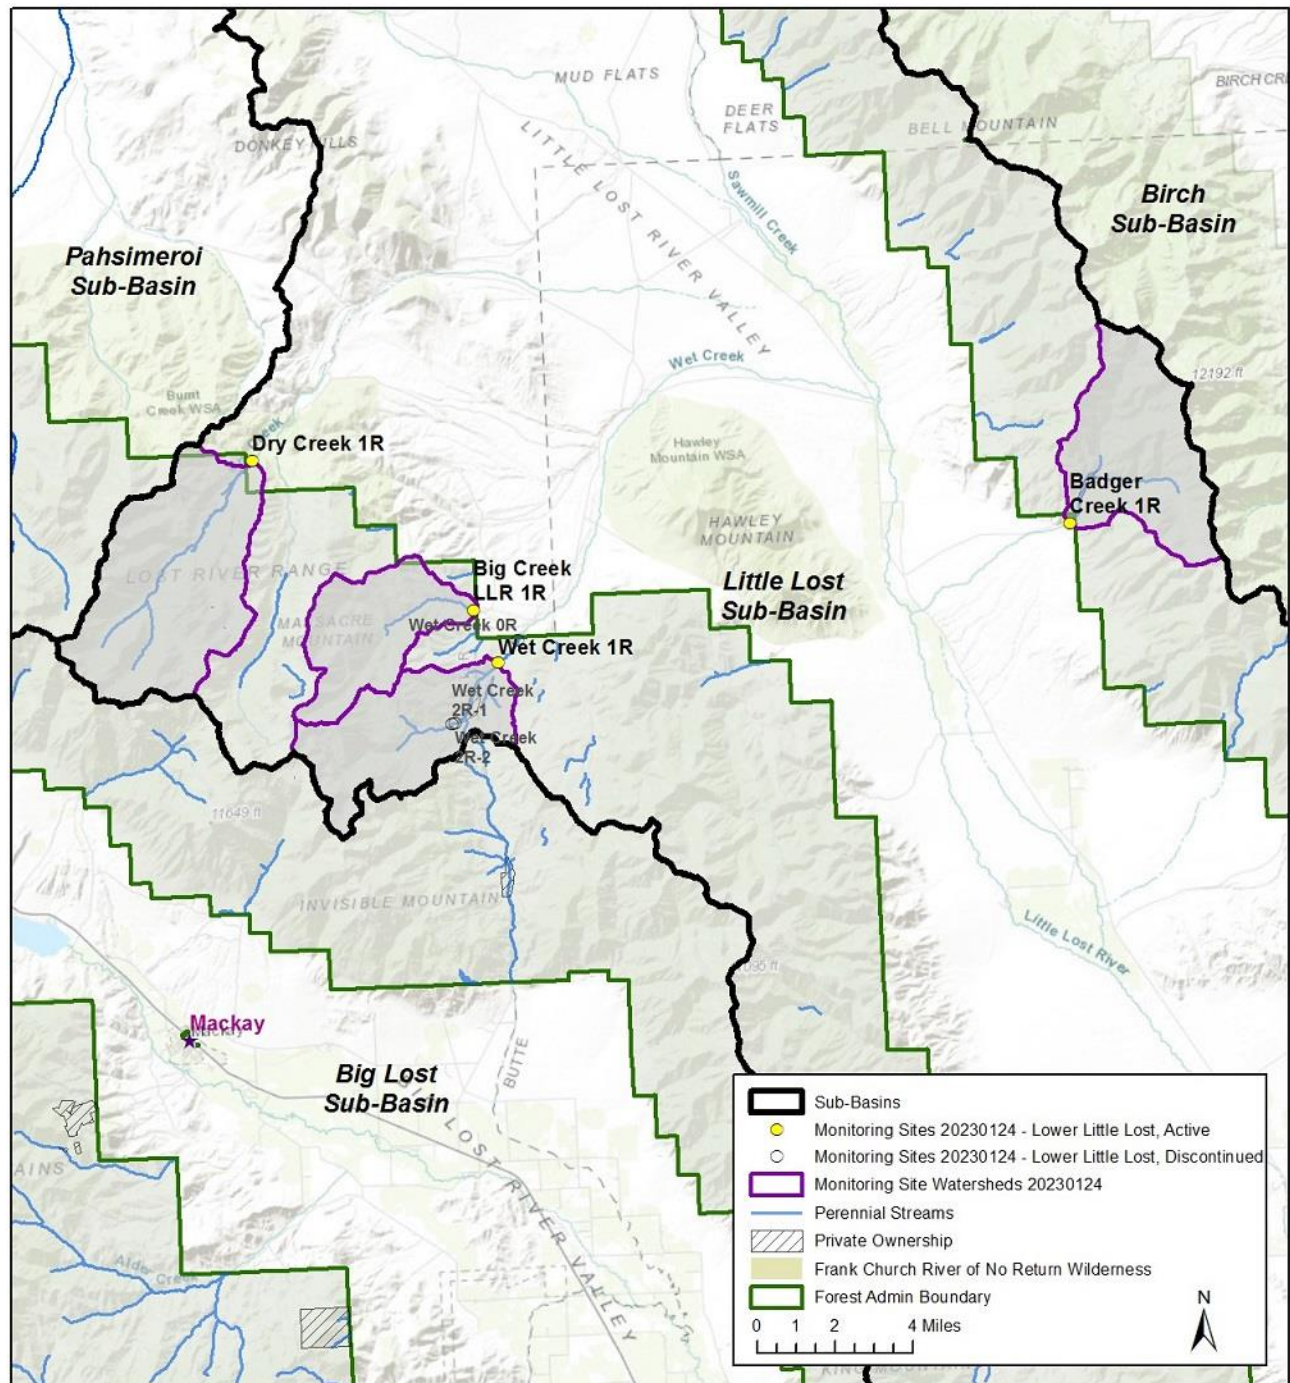 MUD FLATS
DEER
FLATS
BELL MOUNTAIN
DONKEY HILLS
LITTLE LOST RIVER VALLEY
Sawmill Creek
Birch
Sub-Basin
Pahsimeroi
Sub-Basin
Wet Creek
12192 ft
Burnt
Creek WSA
Creek
Dry Creek 1R
Hawley
Mountain WSA
Badger
Creek 1R
HAWLEY
MOUNTAIN
LOST RIVER RANGE
Big Creek
LLR 1R
Little Lost
Sub-Basin
MASSACRE
MOUNTAIN
Wet Creek 0R
Wet Creek 1R
Wet Creek
2R-1
Wet Creek
2R-2
11649 ft
INVISIBLE MOUNTAIN
Little Lost River
Mackay
Mackay
BUTTE
Big Lost
Sub-Basin
BIG LOST RIVER VALLEY
AINS
Alder Creek
Sub-Basins
Monitoring Sites 20230124 - Lower Little Lost, Active
Monitoring Sites 20230124 - Lower Little Lost, Discontinued
Monitoring Site Watersheds 20230124
Perennial Streams
Private Ownership
Frank Church River of No Return Wilderness
Forest Admin Boundary
0 1 2 4 Miles
N